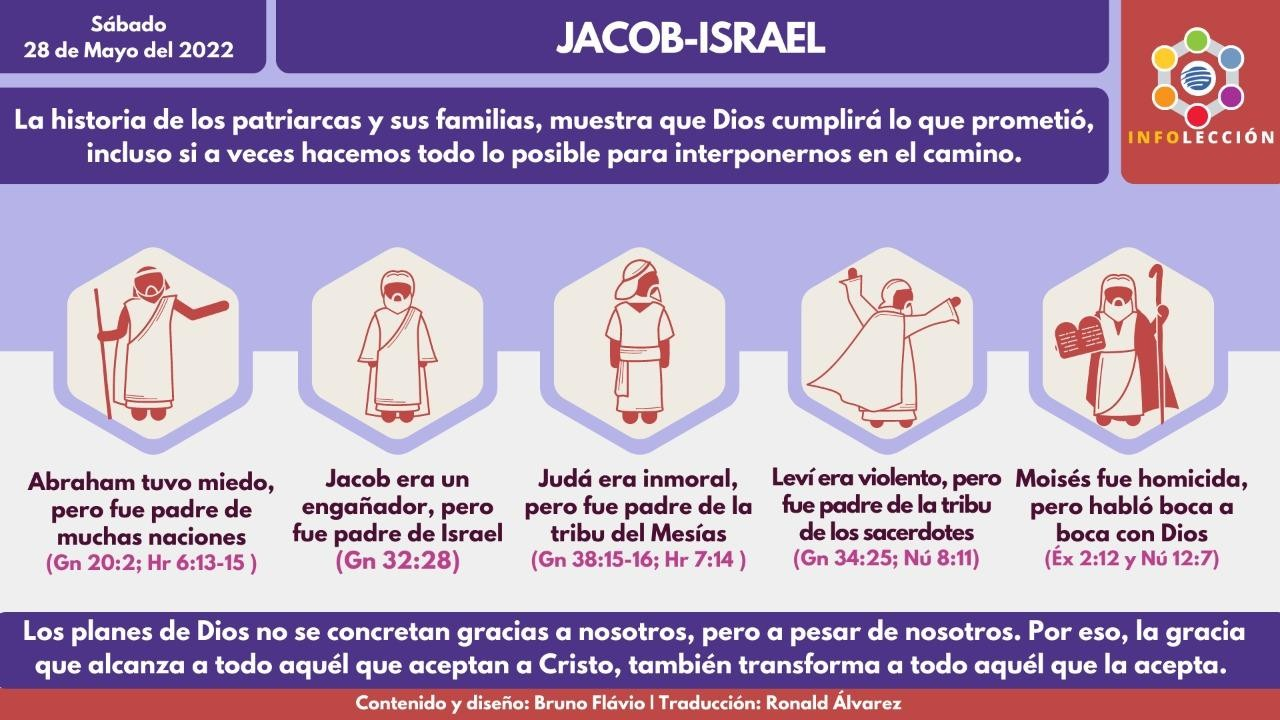 Sábado
28 de Mayo del 2022
JACOB-ISRAEL
INFOLECCIÓN
La historia de los patriarcas y sus familias, muestra que Dios cumplirá lo que prometió,
incluso si a veces hacemos todo lo posible para interponernos en el camino.
Abraham tuvo miedo,
pero fue padre de
muchas naciones
(Gn 20:2; Hr 6:13-15 )
Jacob era un
engañador, pero
fue padre de Israel
(Gn 32:28)
Judá era inmoral,
pero fue padre de la
tribu del Mesías
(Gn 38:15-16; Hr 7:14 )
Leví era violento, pero
fue padre de la tribu
de los sacerdotes
(Gn 34:25; Nú 8:11)
Moisés fue homicida,
pero habló boca a
boca con Dios
(Éx 2:12 y Nú 12:7)
Los planes de Dios no se concretan gracias a nosotros, pero a pesar de nosotros. Por eso, la gracia
que alcanza a todo aquél que aceptan a Cristo, también transforma a todo aquél que la acepta.
Contenido y diseño: Bruno Flávio | Traducción: Ronald Álvarez